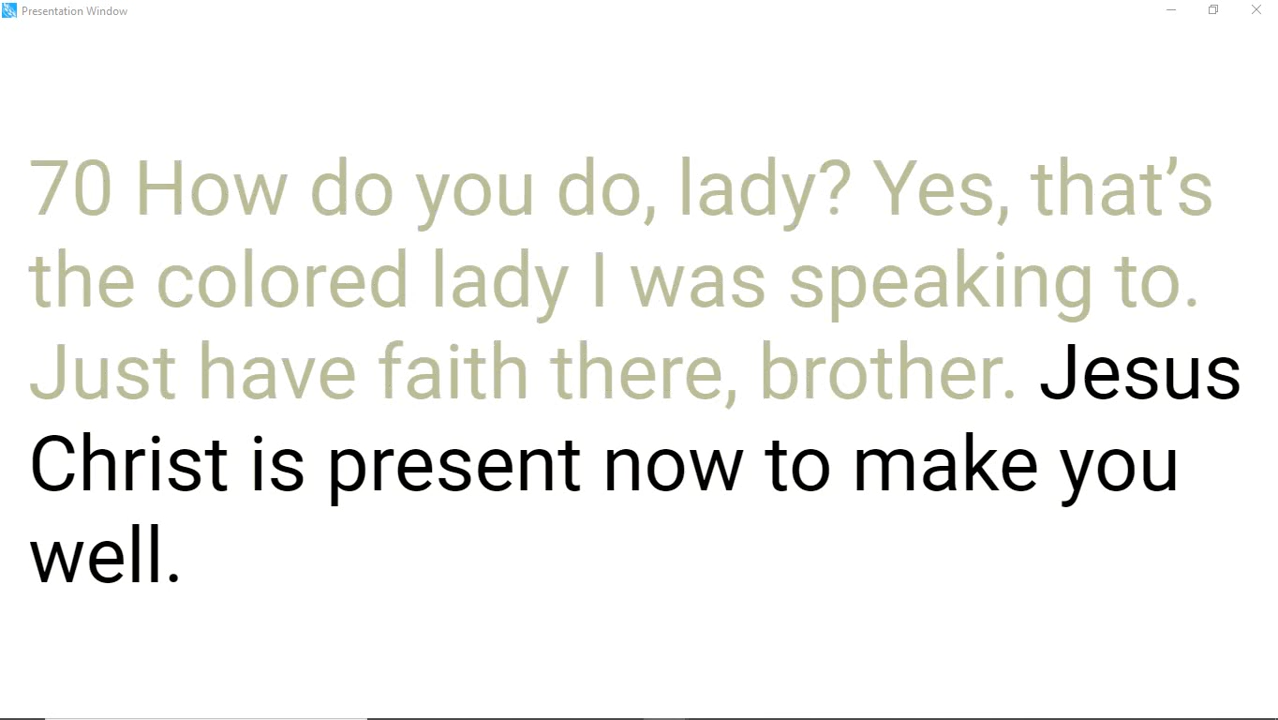 Presentation Window
70 How do you do, lady? Yes, that’s
the colored lady I was speaking to.
Just have faith there, brother. Jesus
Christ is present now to make you
well.